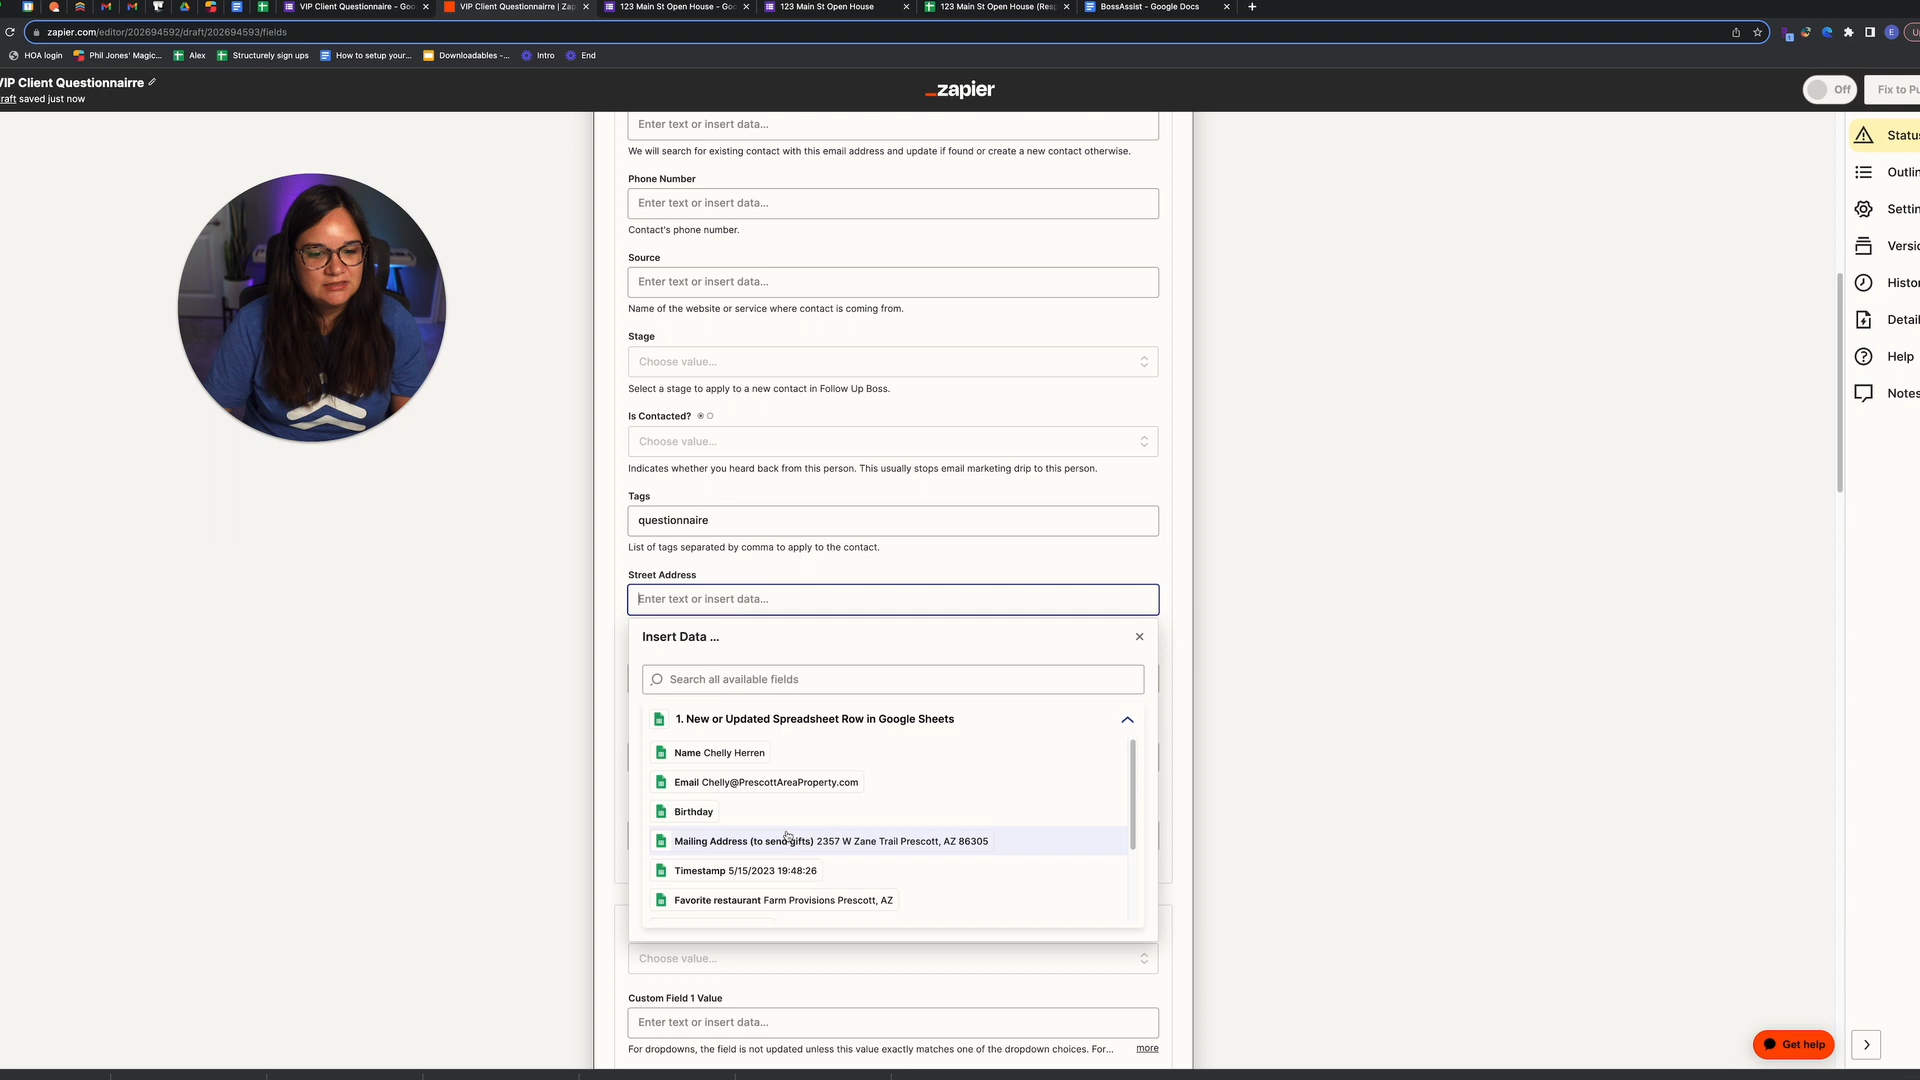 VIP Client Questionnaire - Goo...
VIP Client Questionnaire | Zap
123 Main St Open House - Goo
123 Main St Open House
123 Main St Open House (Resp
BossAssist - Google Docs
zapier.com/editor/202694592/draft/202694593/fields
E
HOA login
Phil Jones' Magic...
Alex
Structurely sign ups
How to setup your...
Downloadables -...
Intro
End
VIP Client Questionnairre
raft saved just now
zapier
Off
Fix to Pu
Enter text or insert data...
We will search for existing contact with this email address and update if found or create a new contact otherwise.
Phone Number
Enter text or insert data...
Contact's phone number.
Source
Enter text or insert data...
Name of the website or service where contact is coming from.
Stage
Choose value...
Select a stage to apply to a new contact in Follow Up Boss.
Is Contacted?
Choose value...
Indicates whether you heard back from this person. This usually stops email marketing drip to this person.
Tags
questionnaire
List of tags separated by comma to apply to the contact.
Street Address
Enter text or insert data...
Insert Data ...
Search all available fields
1. New or Updated Spreadsheet Row in Google Sheets
Name Chelly Herren
Email Chelly@PrescottAreaProperty.com
Birthday
Mailing Address (to send gifts) 2357 W Zane Trail Prescott, AZ 86305
Timestamp 5/15/2023 19:48:26
Favorite restaurant Farm Provisions Prescott, AZ
Choose value...
Custom Field 1 Value
Enter text or insert data...
For dropdowns, the field is not updated unless this value exactly matches one of the dropdown choices. For...
more
Status
Outlin
Settin
Versio
Histor
Detail
Help
Notes
Get help